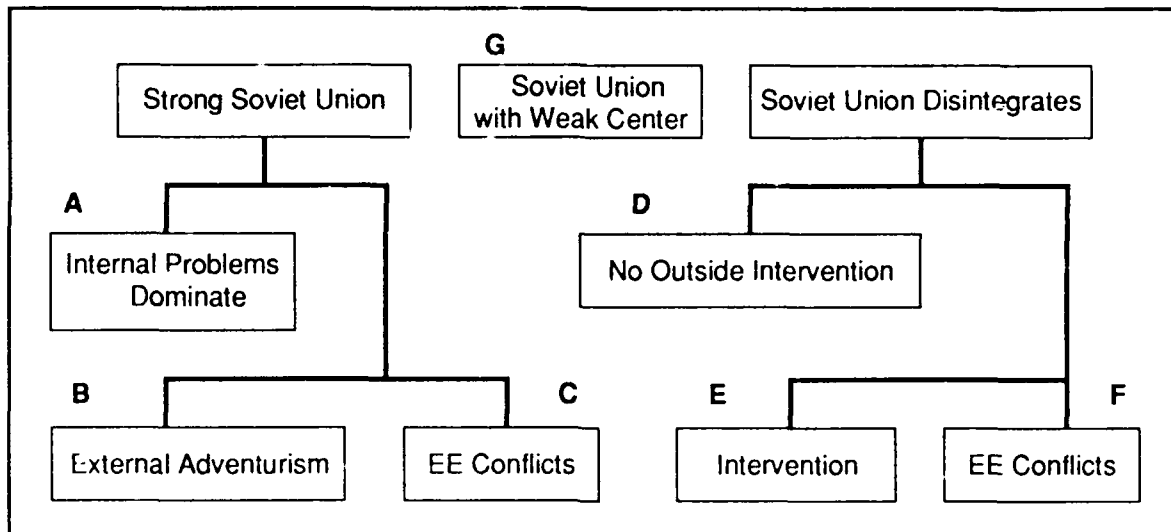 G
Strong Soviet Union
Soviet Union
with Weak Center
Soviet Union Disintegrates
A
D
Internal Problems
Dominate
No Outside Intervention
B
C
E
F
External Adventurism
EE Conflicts
Intervention
EE Conflicts